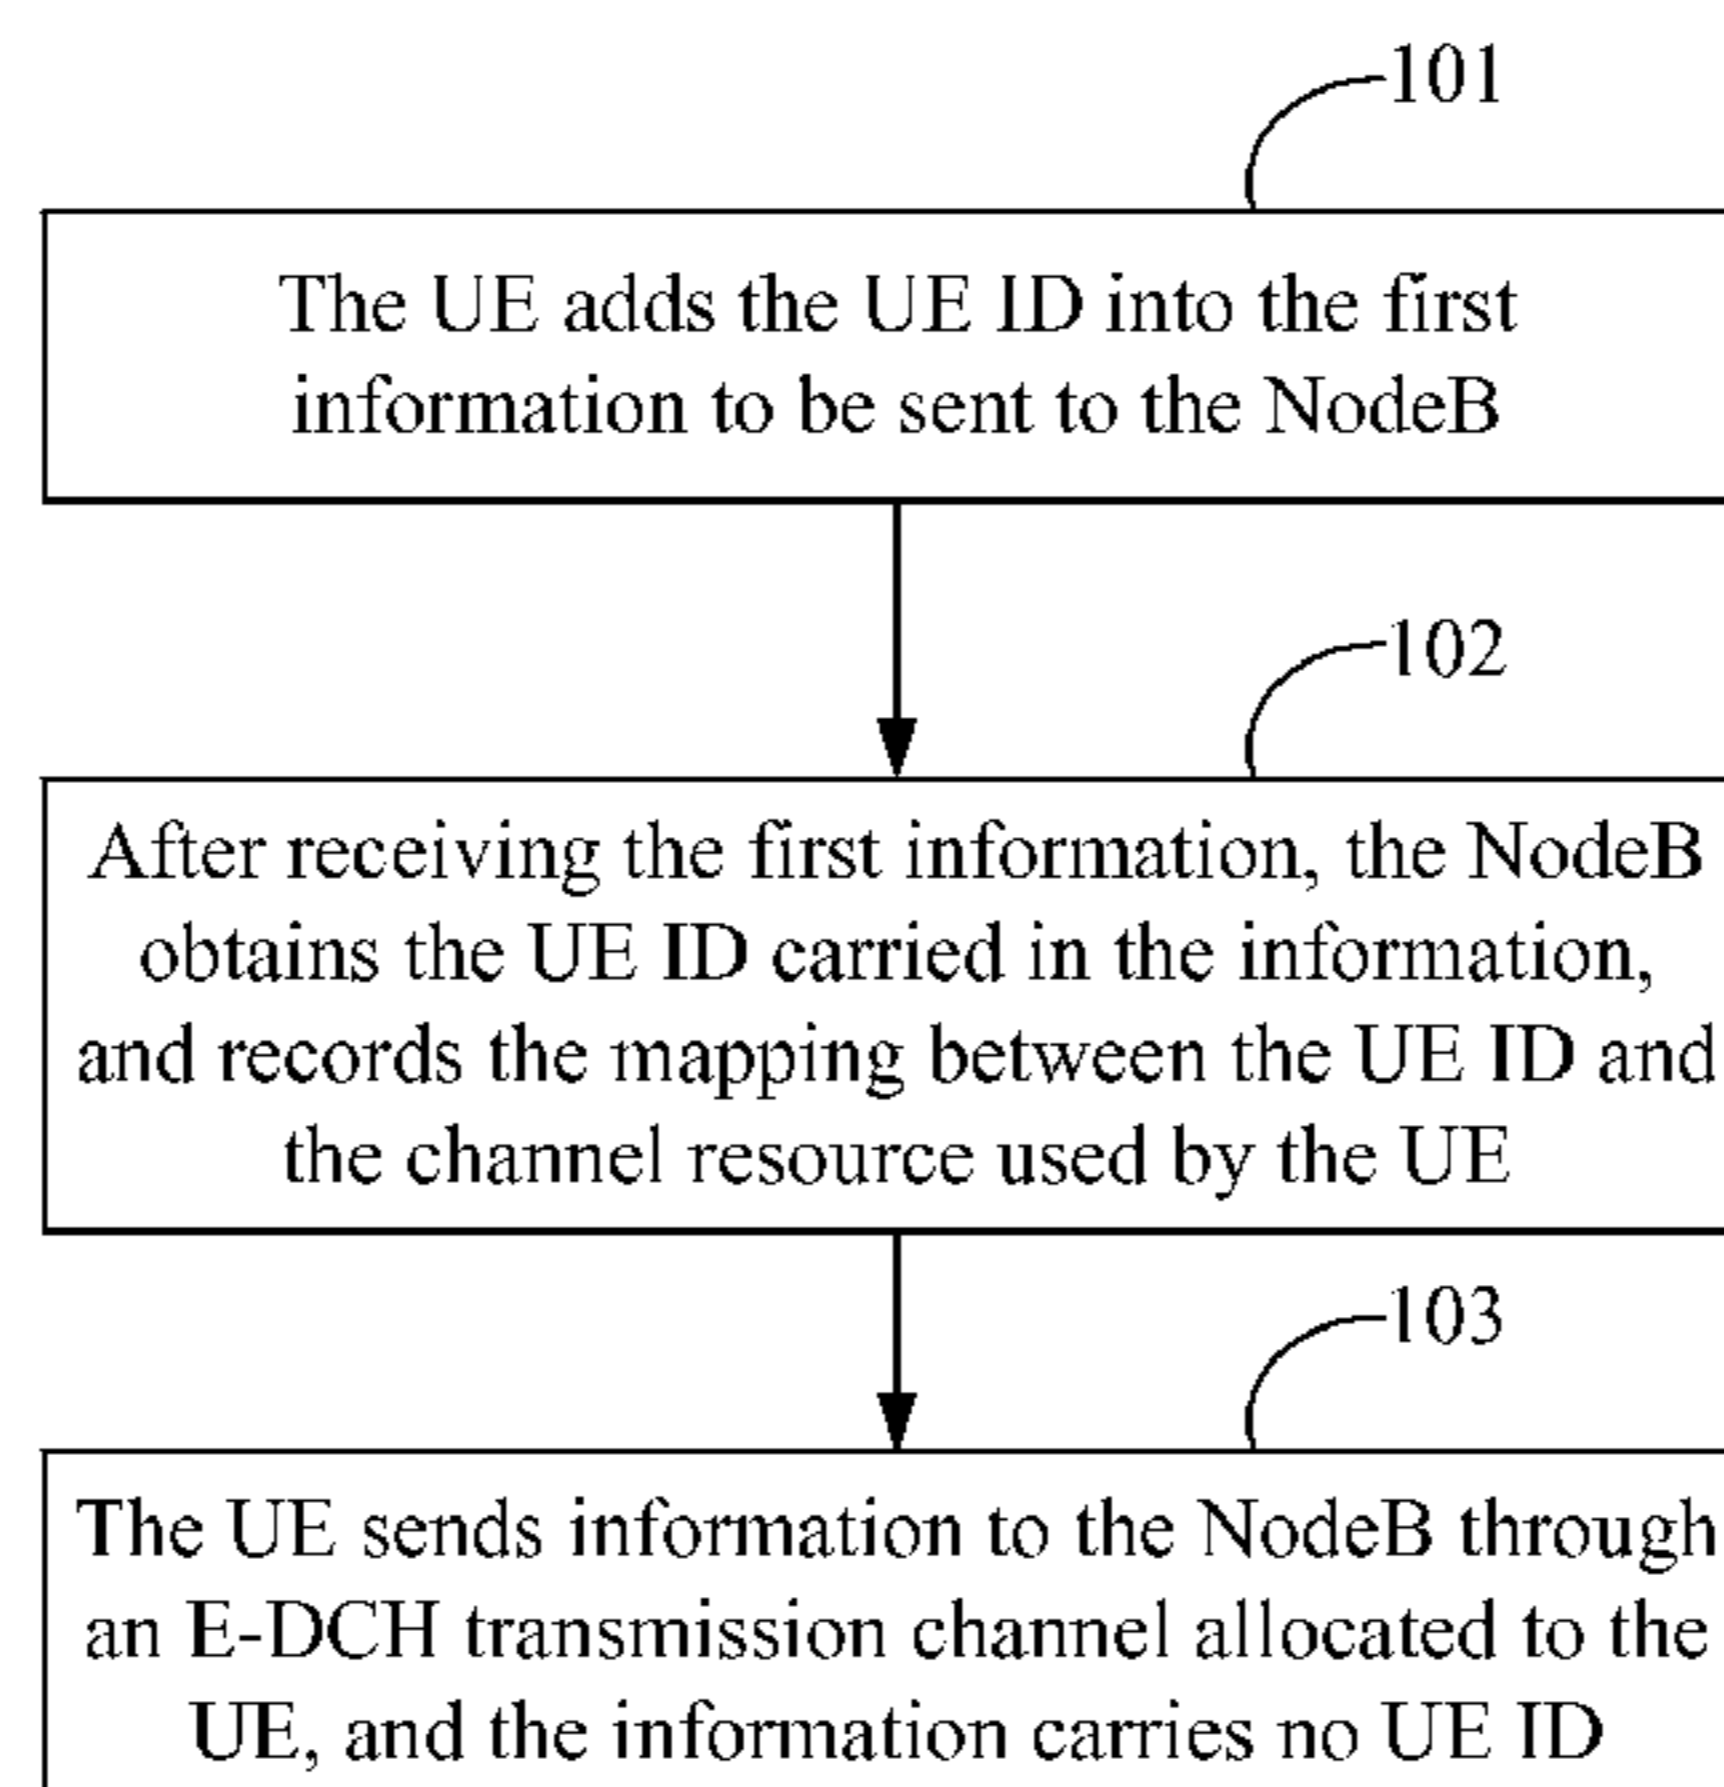 101
The UE adds the UE ID into the first
information to be sent to the NodeB
102
After receiving the first information, the NodeB
obtains the UE ID carried in the information,
and records the mapping between the UE ID and
the channel resource used by the UE
103
The UE sends information to the NodeB through
an E-DCH transmission channel allocated to the
UE, and the information carries no UE ID